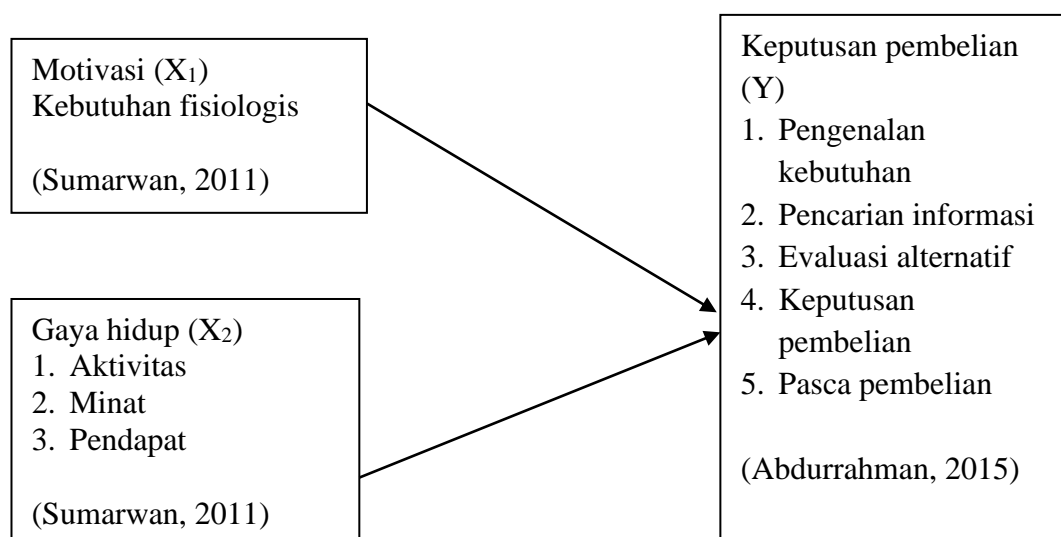 Motivasi (X₁)
Kebutuhan fisiologis
(Sumarwan, 2011)
Gaya hidup (X₂)
1. Aktivitas
2. Minat
3. Pendapat
(Sumarwan, 2011)
Keputusan pembelian
(Y)
1. Pengenalan
kebutuhan
2. Pencarian informasi
3. Evaluasi alternatif
4. Keputusan
pembelian
5. Pasca pembelian
(Abdurrahman, 2015)